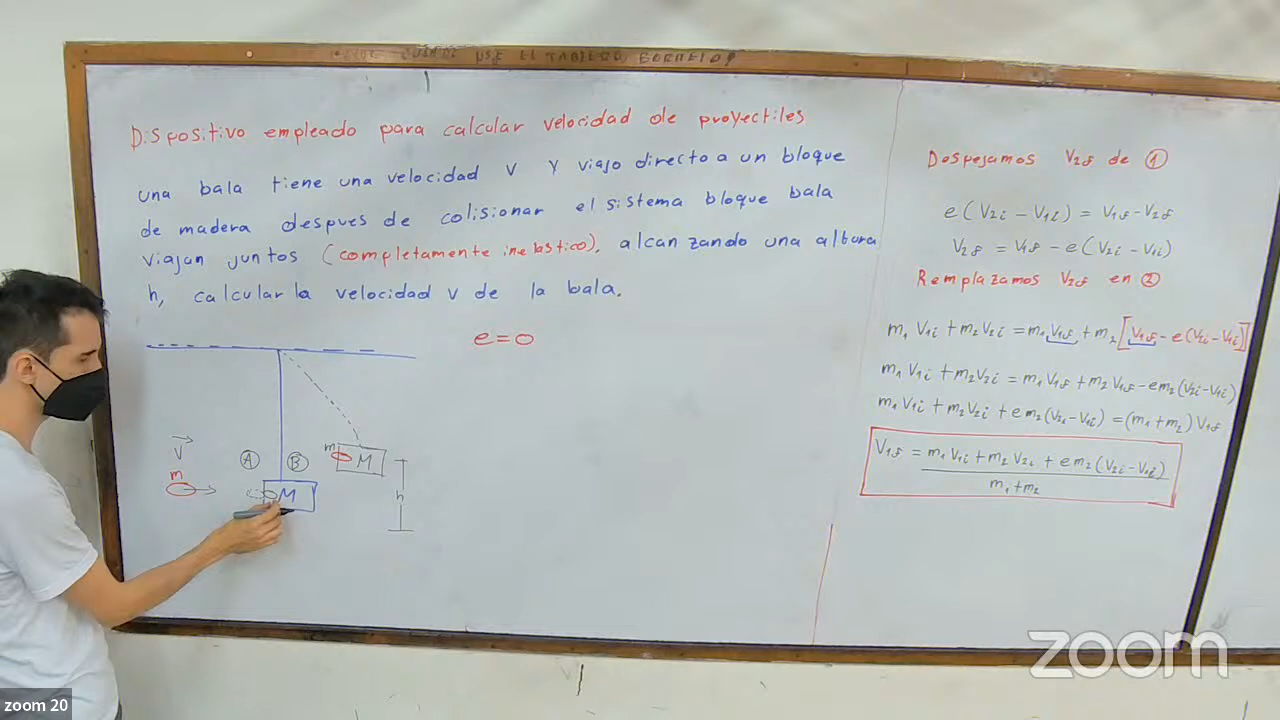 Dispositivo empleado para calcular velocidad de proyectiles
una bala tiene una velocidad V Y viajo directo a un bloque
de madera despues de colisionar el sistema bloque bala
viajan juntos (completamente inelastico), alcanzando una altura
h, calcular la velocidad v de la bala.
e=0
V
m
A
B
M
m
M
h
Despejamos V2f de 1
e(V2i - V1i) = V1f - V2f
V2f = V1f - e(V2i - V1i)
Remplazamos V2f en 2
m1 V1i + m2 V2i = m1 V1f + m2 [V1f - e(V2i - V1i)]
m1 V1i + m2 V2i = m1 V1f + m2 V1f - em2(V2i - V1i)
m1 V1i + m2 V2i + em2(V2i - V1i) = (m1 + m2) V1f
V1f = m1 V1i + m2 V2i + em2(V2i - V1i)
m1 + m2
zoom
zoom 20